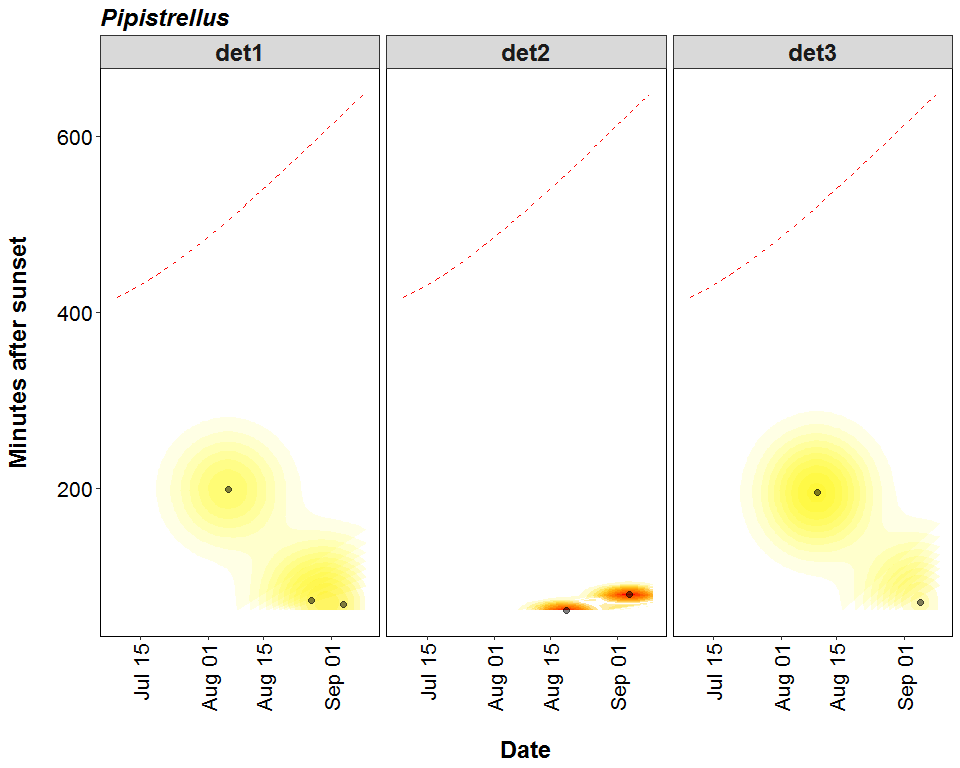 Pipistrellus
det1 det2 det3
Minutes after sunset
600
400
200
Jul 15 Aug 01 Aug 15 Sep 01 Jul 15 Aug 01 Aug 15 Sep 01 Jul 15 Aug 01 Aug 15 Sep 01
Date